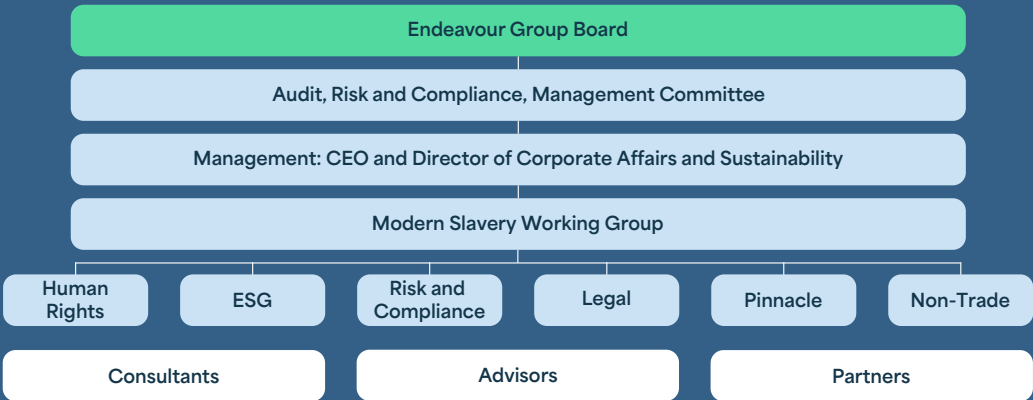 Endeavour Group Board
Audit, Risk and Compliance, Management Committee
Management: CEO and Director of Corporate Affairs and Sustainability
Modern Slavery Working Group
Human
Rights
ESG
Risk and
Compliance
Legal
Pinnacle
Non-Trade
Consultants
Advisors
Partners